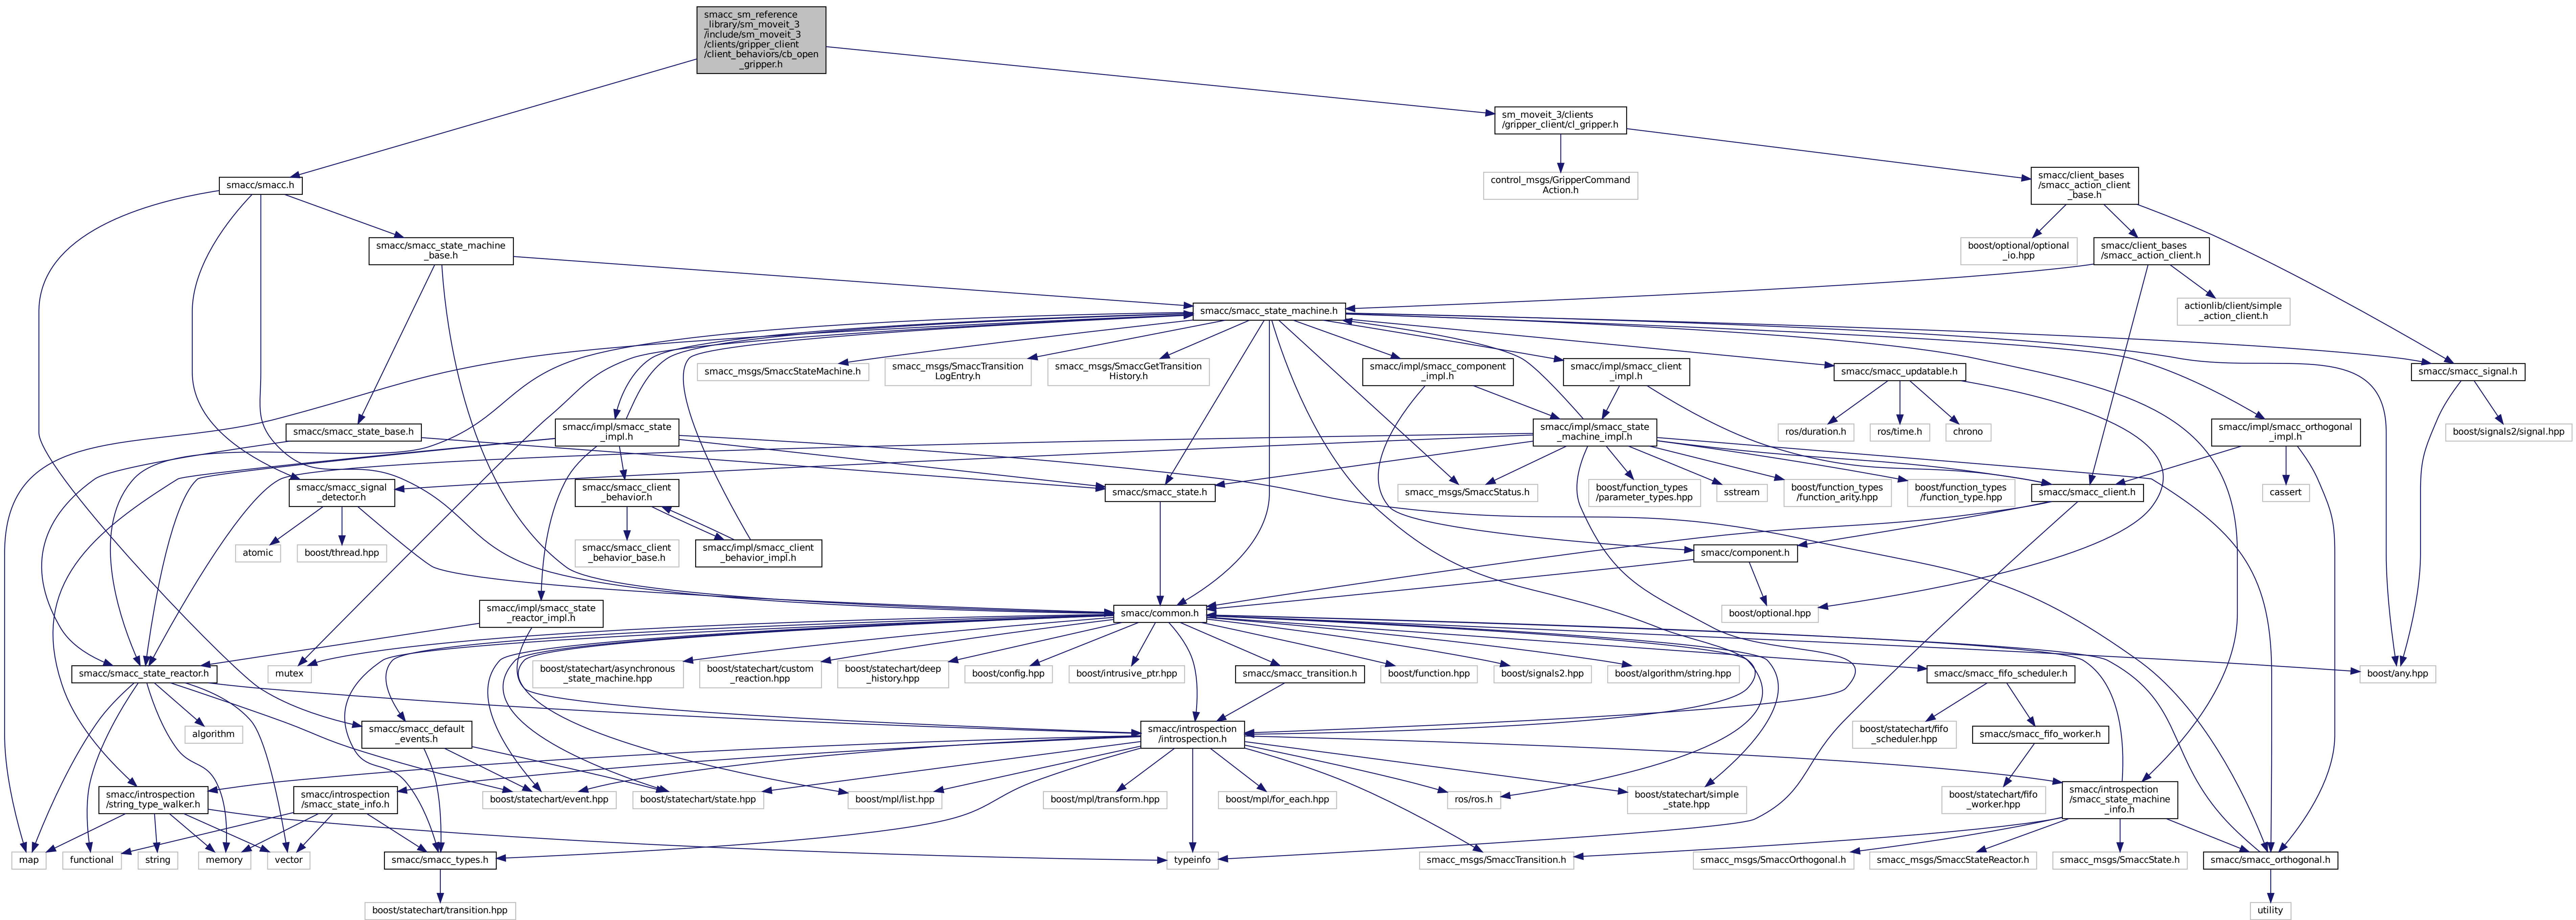 smacc_sm_reference
_library/sm_moveit_3
/include/sm_moveit_3
/clients/gripper_client
/client_behaviors/cb_open
_gripper.h
sm_moveit_3/clients
/gripper_client/cl_gripper.h
smacc/smacc.h
control_msgs/GripperCommand
Action.h
smacc/client_bases
/smacc_action_client
_base.h
smacc/smacc_state_machine
_base.h
boost/optional/optional
_io.hpp
smacc/client_bases
/smacc_action_client.h
smacc/smacc_state_machine.h
actionlib/client/simple
_action_client.h
smacc_msgs/SmaccStateMachine.h
smacc_msgs/SmaccTransition
LogEntry.h
smacc_msgs/SmaccGetTransition
History.h
smacc/impl/smacc_component
_impl.h
smacc/impl/smacc_client
_impl.h
smacc/smacc_updatable.h
smacc/smacc_signal.h
smacc/smacc_state_base.h
smacc/impl/smacc_state
_impl.h
smacc/impl/smacc_state
_machine_impl.h
ros/duration.h
ros/time.h
chrono
smacc/impl/smacc_orthogonal
_impl.h
boost/signals2/signal.hpp
smacc/smacc_signal
_detector.h
smacc/smacc_client
_behavior.h
smacc/smacc_state.h
smacc_msgs/SmaccStatus.h
boost/function_types
/parameter_types.hpp
sstream
boost/function_types
/function_arity.hpp
boost/function_types
/function_type.hpp
smacc/smacc_client.h
cassert
atomic
boost/thread.hpp
smacc/smacc_client
_behavior_base.h
smacc/impl/smacc_client
_behavior_impl.h
smacc/component.h
smacc/impl/smacc_state
_reactor_impl.h
smacc/common.h
boost/optional.hpp
smacc/smacc_state_reactor.h
mutex
boost/statechart/asynchronous
_state_machine.hpp
boost/statechart/custom
_reaction.hpp
boost/statechart/deep
_history.hpp
boost/config.hpp
boost/intrusive_ptr.hpp
smacc/smacc_transition.h
boost/function.hpp
boost/signals2.hpp
boost/algorithm/string.hpp
smacc/smacc_fifo_scheduler.h
boost/any.hpp
algorithm
smacc/smacc_default
_events.h
smacc/introspection
/introspection.h
boost/statechart/fifo
_scheduler.hpp
smacc/smacc_fifo_worker.h
smacc/introspection
/string_type_walker.h
smacc/introspection
/smacc_state_info.h
boost/statechart/event.hpp
boost/statechart/state.hpp
boost/mpl/list.hpp
boost/mpl/transform.hpp
boost/mpl/for_each.hpp
ros/ros.h
boost/statechart/simple
_state.hpp
boost/statechart/fifo
_worker.hpp
smacc/introspection
/smacc_state_machine
_info.h
map
functional
string
memory
vector
smacc/smacc_types.h
typeinfo
smacc_msgs/SmaccTransition.h
smacc_msgs/SmaccOrthogonal.h
smacc_msgs/SmaccStateReactor.h
smacc_msgs/SmaccState.h
smacc/smacc_orthogonal.h
boost/statechart/transition.hpp
utility